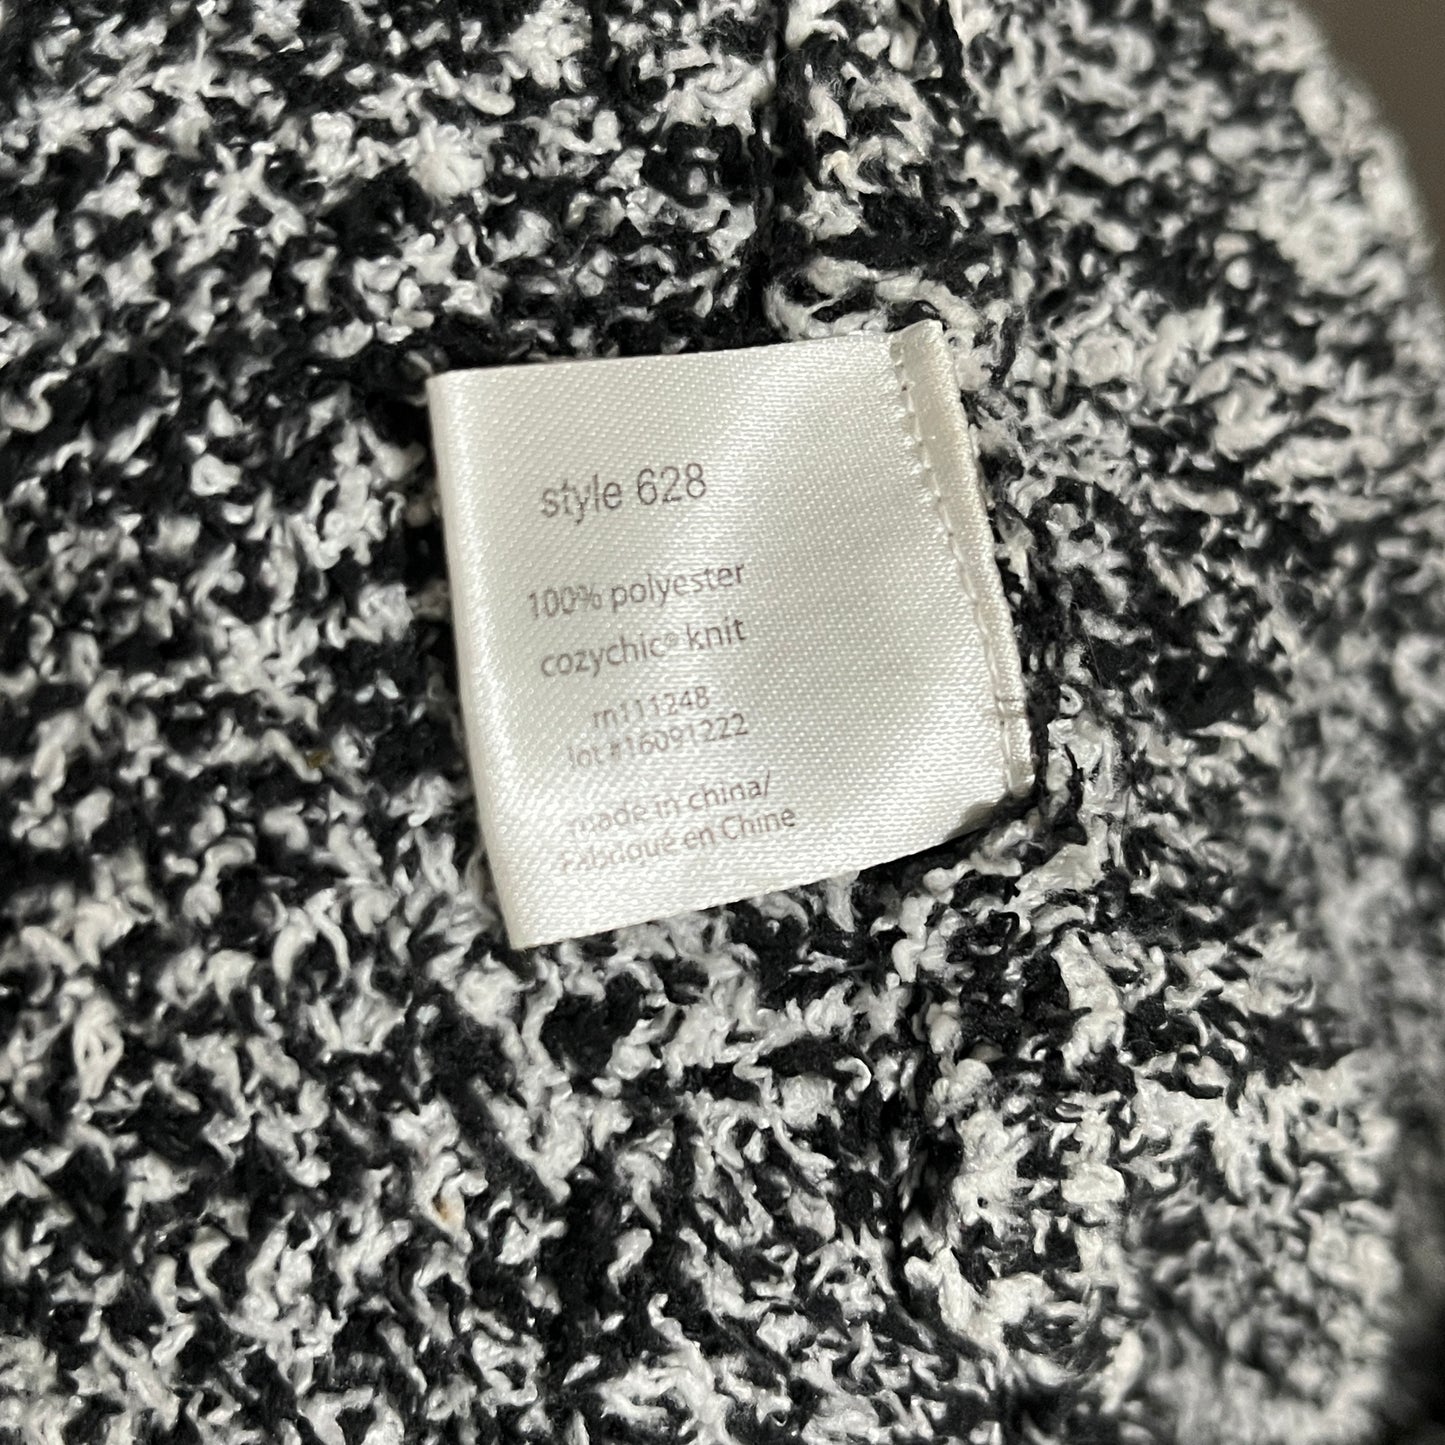 style 628
100% polyester
cozychic® knit
rn111248
lot #16091222
made in china/
Fabriqué en Chine